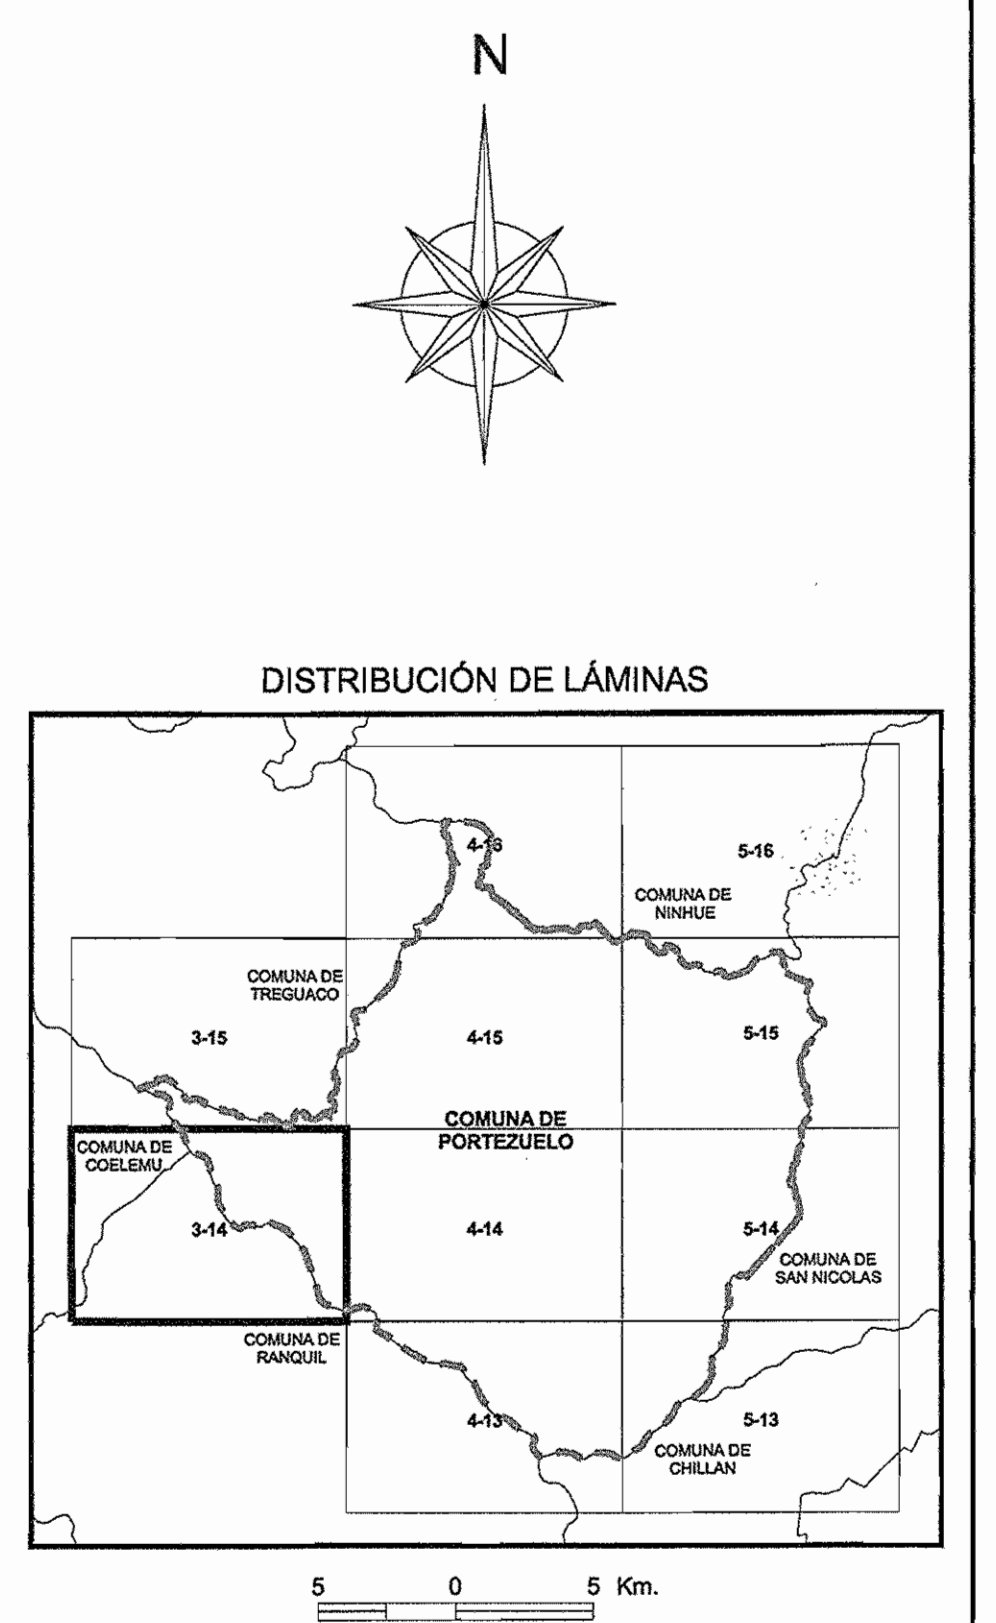 N
DISTRIBUCIÓN DE LÁMINAS
4-16
5-16
COMUNA DE
NINHUE
COMUNA DE
TREGUACO
3-15
4-15
5-15
COMUNA DE
PORTEZUELO
COMUNA DE
COELEMU
3-14
4-14
5-14
COMUNA DE
SAN NICOLAS
COMUNA DE
RANQUIL
4-13
5-13
COMUNA DE
CHILLAN
5 0 5 Km.